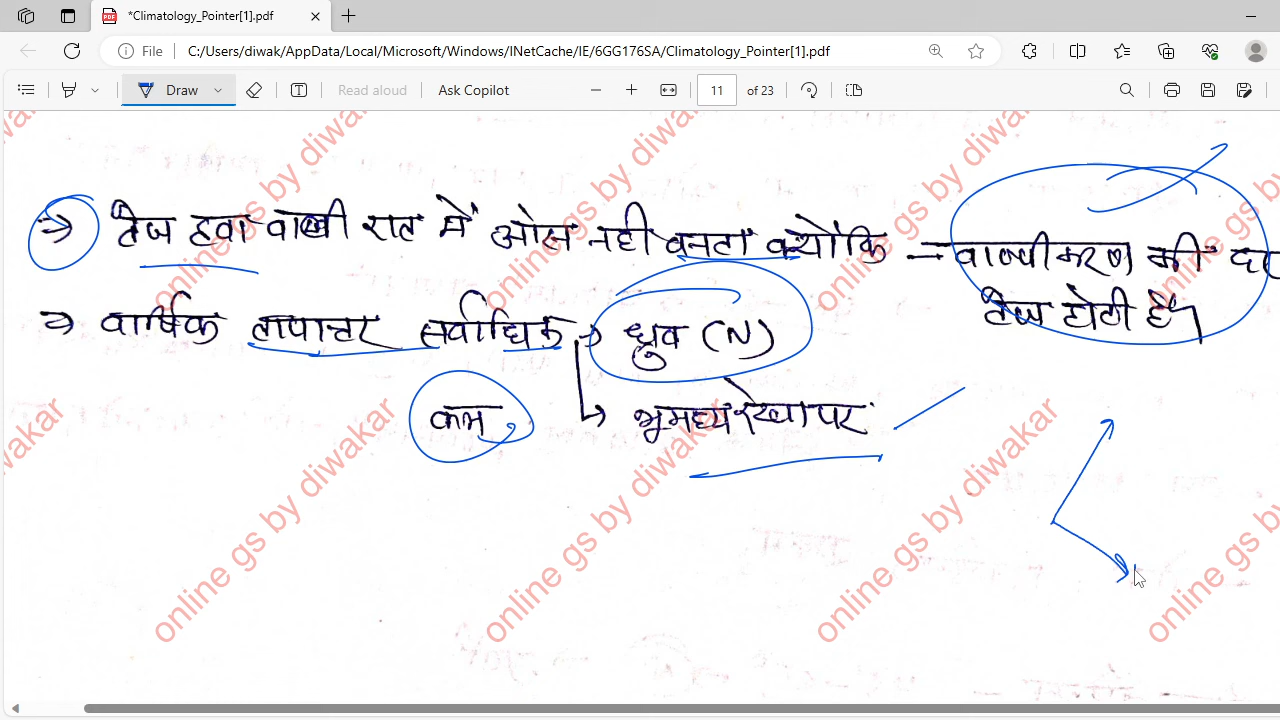 *Climatology_Pointer[1].pdf
File C:/Users/diwak/AppData/Local/Microsoft/Windows/INetCache/IE/6GG176SA/Climatology_Pointer[1].pdf
Draw Read aloud Ask Copilot 11 of 23
→ तेज हवा वाली रात में ओस नही बनता क्योंकि – वाष्पीकरण की दर
तेज होती है।
⇒ वार्षिक तापान्तर सर्वाधिक → ध्रुव (N)
कम → भूमध्य रेखा पर
online gs by diwakar